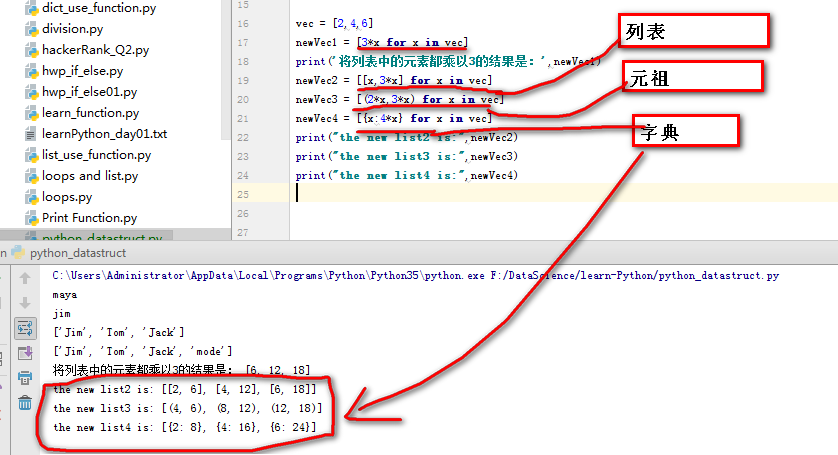 dict_use_function.py
division.py
hackerRank_Q2.py
hwp_if_else.py
hwp_if_else01.py
learn_function.py
learnPython_day01.txt
list_use_function.py
loops and list.py
loops.py
Print Function.py
python_datastruct.py
15
16 vec = [2,4,6]
17 newVec1 = [3*x for x in vec]
18 print('将列表中的元素都乘以3的结果是：',newVec1)
19 newVec2 = [[x,3*x] for x in vec]
20 newVec3 = [(2*x,3*x) for x in vec]
21 newVec4 = [{x:4*x} for x in vec]
22 print("the new list2 is:",newVec2)
23 print("the new list3 is:",newVec3)
24 print("the new list4 is:",newVec4)
25
26
27
列表
元祖
字典
n python_datastruct
C:\Users\Administrator\AppData\Local\Programs\Python\Python35\python.exe F:/DataScience/learn-Python/python_datastruct.py
maya
jim
['Jim', 'Tom', 'Jack']
['Jim', 'Tom', 'Jack', 'mode']
将列表中的元素都乘以3的结果是： [6, 12, 18]
the new list2 is: [[2, 6], [4, 12], [6, 18]]
the new list3 is: [(4, 6), (8, 12), (12, 18)]
the new list4 is: [{2: 8}, {4: 16}, {6: 24}]